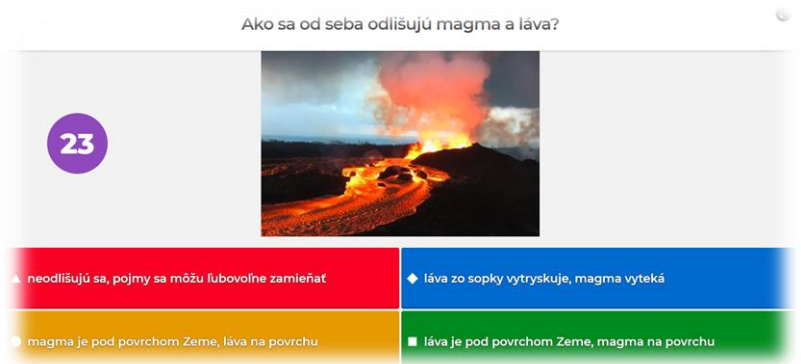 Ako sa od seba odlišujú magma a láva?
23
neodlišujú sa, pojmy sa môžu ľubovoľne zamieňať
láva zo sopky vytryskuje, magma vyteká
magma je pod povrchom Zeme, láva na povrchu
láva je pod povrchom Zeme, magma na povrchu